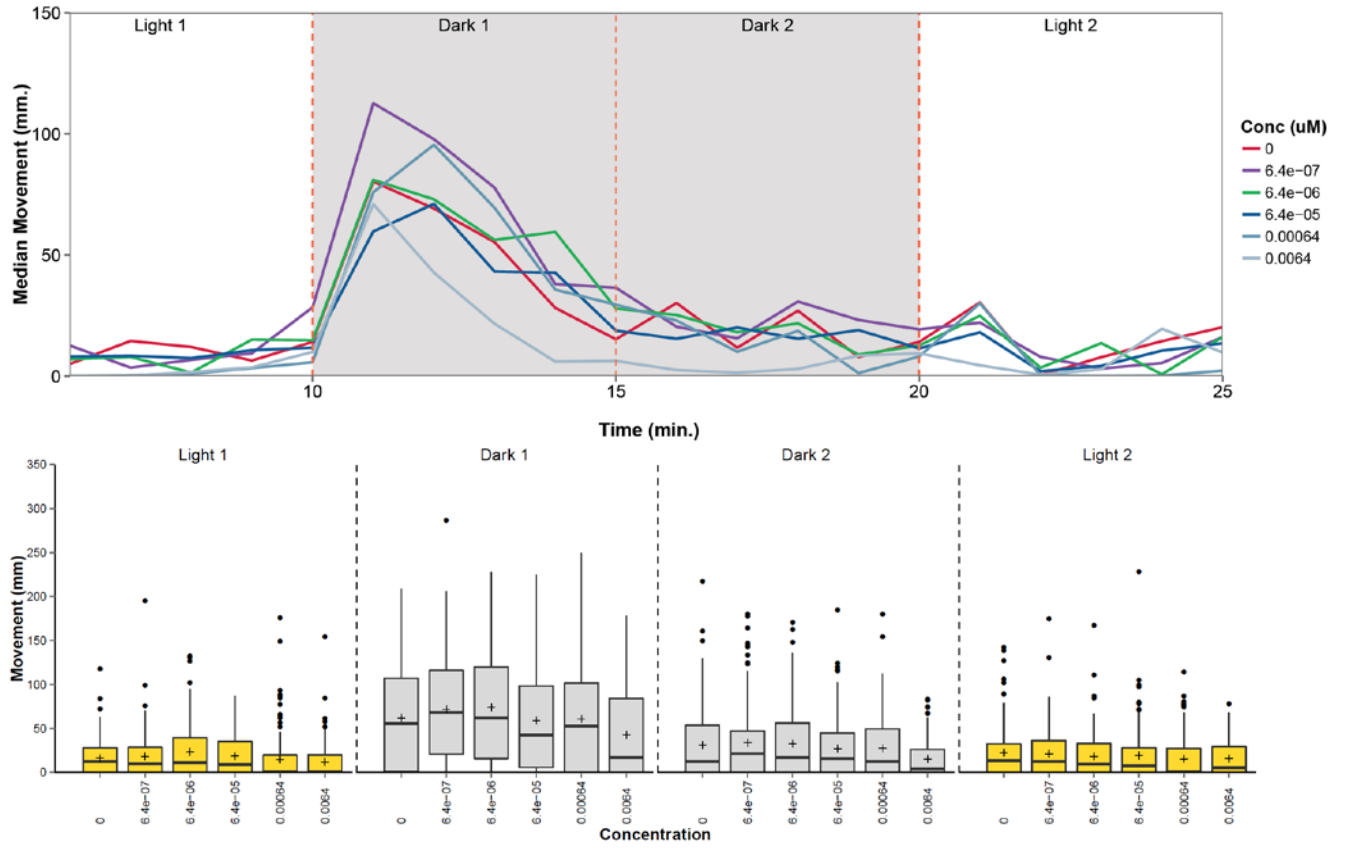 150
Light 1 Dark 1 Dark 2 Light 2
Median Movement (mm.)
100
50
0
10 15 20 25
Time (min.)
Conc (uM)
0
6.4e−07
6.4e−06
6.4e−05
0.00064
0.0064
Light 1 Dark 1 Dark 2 Light 2
Movement (mm)
350
300
250
200
150
100
50
0
0 6.4e−07 6.4e−06 6.4e−05 0.00064 0.0064 0 6.4e−07 6.4e−06 6.4e−05 0.00064 0.0064 0 6.4e−07 6.4e−06 6.4e−05 0.00064 0.0064 0 6.4e−07 6.4e−06 6.4e−05 0.00064 0.0064
Concentration